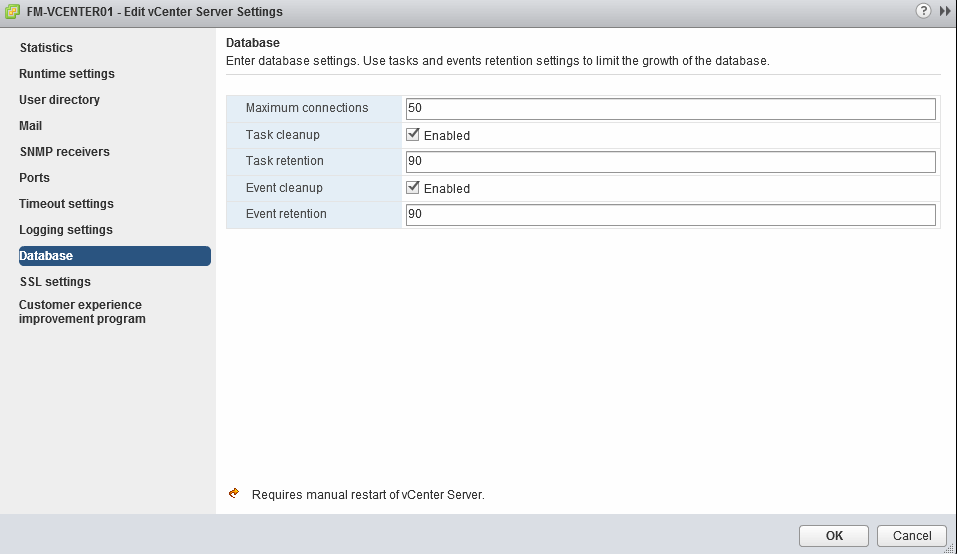 FM-VCENTER01 - Edit vCenter Server Settings
?
Statistics
Runtime settings
User directory
Mail
SNMP receivers
Ports
Timeout settings
Logging settings
Database
SSL settings
Customer experience
improvement program
Database
Enter database settings. Use tasks and events retention settings to limit the growth of the database.
Maximum connections 50
Task cleanup Enabled
Task retention 90
Event cleanup Enabled
Event retention 90
Requires manual restart of vCenter Server.
OK Cancel